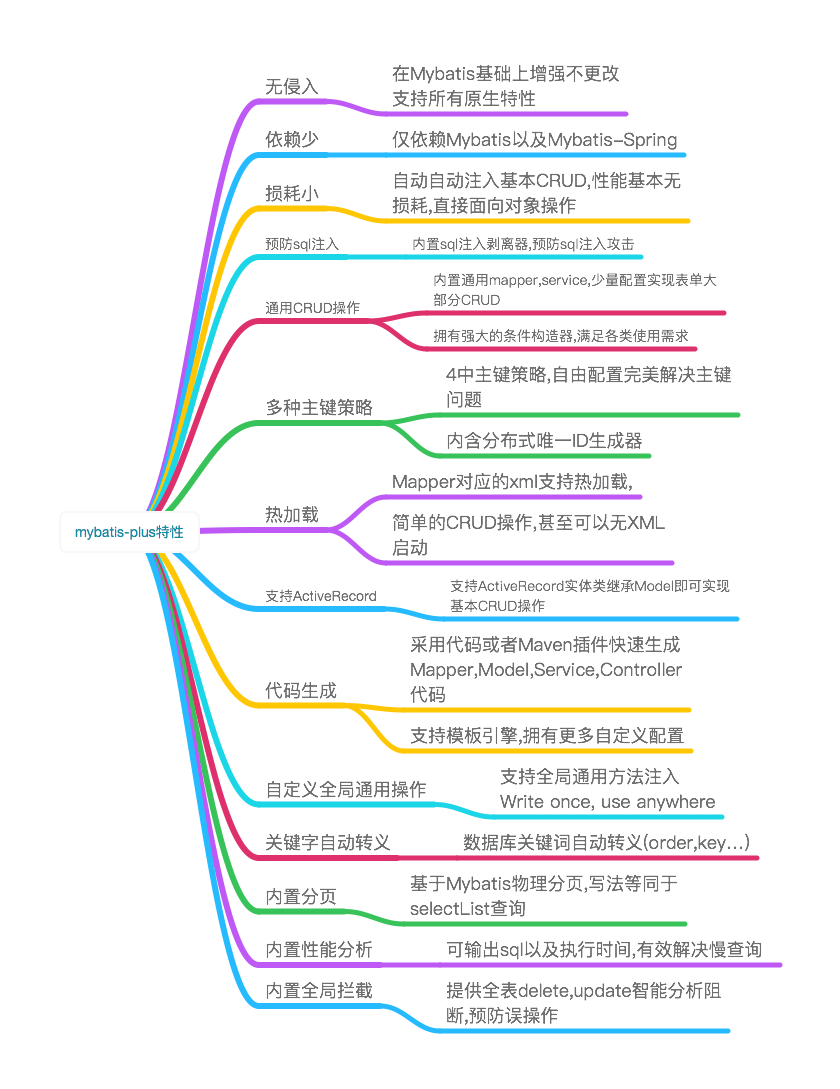 无侵入
在Mybatis基础上增强不更改
支持所有原生特性
依赖少
仅依赖Mybatis以及Mybatis-Spring
损耗小
自动自动注入基本CRUD,性能基本无
损耗,直接面向对象操作
预防sql注入
内置sql注入剥离器,预防sql注入攻击
通用CRUD操作
内置通用mapper,service,少量配置实现表单大
部分CRUD
拥有强大的条件构造器,满足各类使用需求
多种主键策略
4中主键策略,自由配置完美解决主键
问题
内含分布式唯一ID生成器
mybatis-plus特性
热加载
Mapper对应的xml支持热加载,
简单的CRUD操作,甚至可以无XML
启动
支持ActiveRecord
支持ActiveRecord实体类继承Model即可实现
基本CRUD操作
代码生成
采用代码或者Maven插件快速生成
Mapper,Model,Service,Controller
代码
支持模板引擎,拥有更多自定义配置
自定义全局通用操作
支持全局通用方法注入
Write once, use anywhere
关键字自动转义
数据库关键词自动转义(order,key...)
内置分页
基于Mybatis物理分页,写法等同于
selectList查询
内置性能分析
可输出sql以及执行时间,有效解决慢查询
内置全局拦截
提供全表delete,update智能分析阻
断,预防误操作